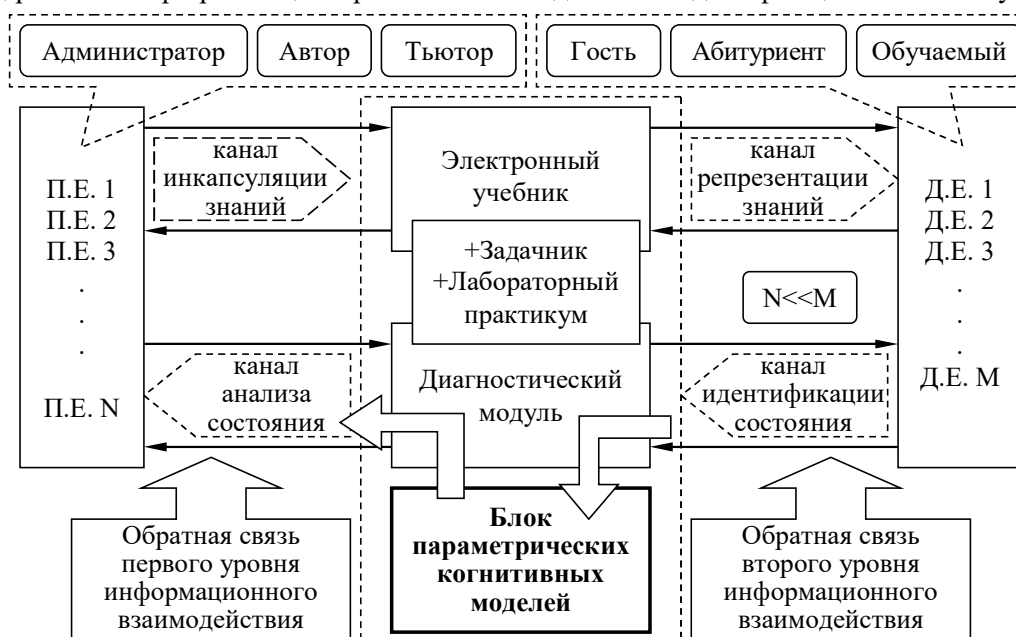 Администратор
Автор
Тьютор
Гость
Абитуриент
Обучаемый
П.Е. 1
П.Е. 2
П.Е. 3
.
.
.
П.Е. N
канал
инкапсуляции
знаний
Электронный
учебник
+Задачник
+Лабораторный
практикум
канал
репрезентации
знаний
Д.Е. 1
Д.Е. 2
Д.Е. 3
.
.
.
Д.Е. M
N<<M
канал
анализа
состояния
Диагностический
модуль
канал
идентификации
состояния
Обратная связь
первого уровня
информационного
взаимодействия
Блок
параметрических
когнитивных
моделей
Обратная связь
второго уровня
информационного
взаимодействия